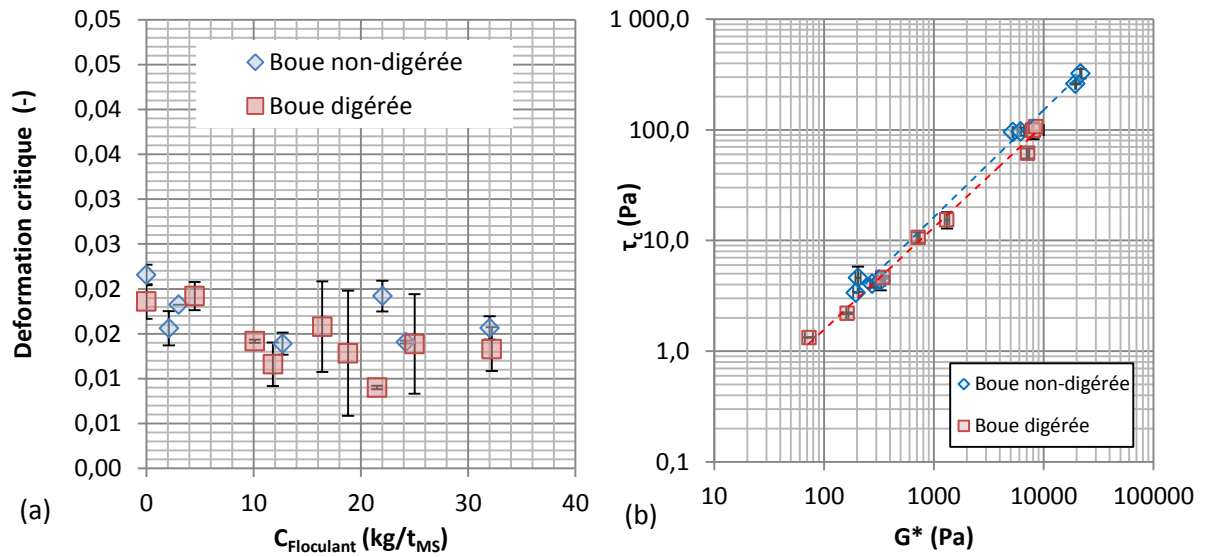 0,05
0,05
0,04
0,04
0,03
0,03
0,02
0,02
0,01
0,01
0,00
Deformation critique (-)
Boue non-digérée
Boue digérée
0 10 20 30 40
C_Floculant (kg/t_MS)
(a)
1 000,0
100,0
10,0
1,0
0,1
τ_c (Pa)
Boue non-digérée
Boue digérée
10 100 1000 10000 100000
G* (Pa)
(b)